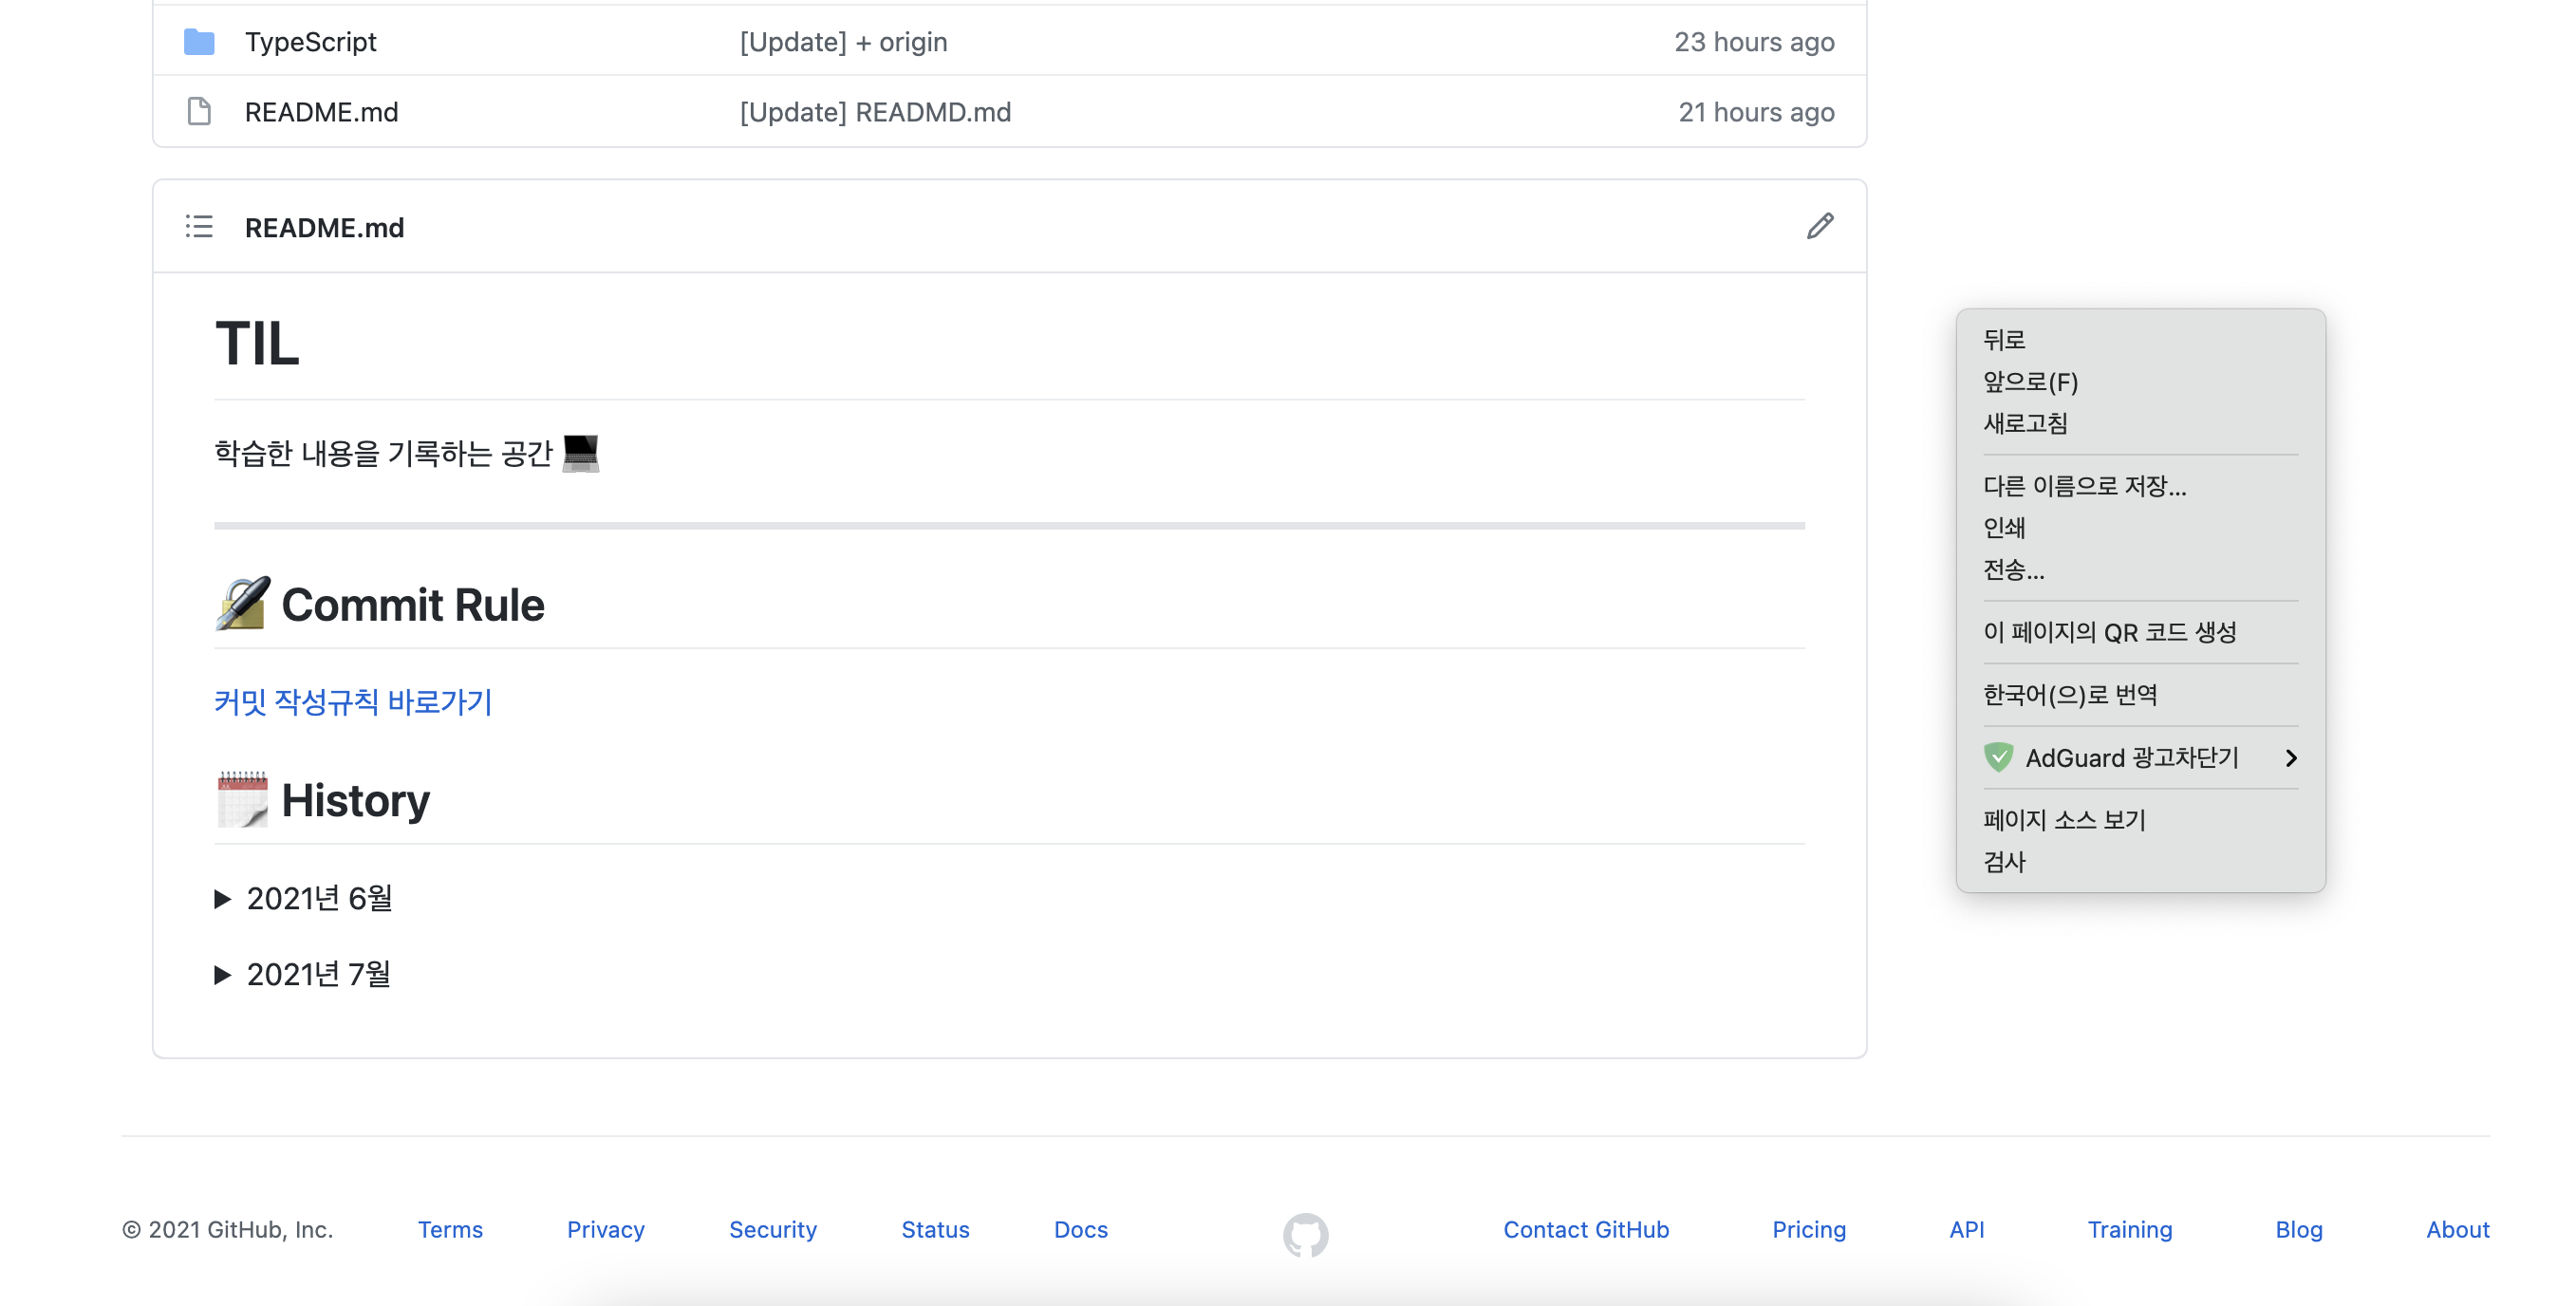 TypeScript [Update] + origin 23 hours ago
README.md [Update] READMD.md 21 hours ago
README.md
TIL
학습한 내용을 기록하는 공간 💻
🔏 Commit Rule
커밋 작성규칙 바로가기
🗓 History
▶ 2021년 6월
▶ 2021년 7월
뒤로
앞으로(F)
새로고침
다른 이름으로 저장...
인쇄
전송...
이 페이지의 QR 코드 생성
한국어(으)로 번역
AdGuard 광고차단기
페이지 소스 보기
검사
© 2021 GitHub, Inc. Terms Privacy Security Status Docs Contact GitHub Pricing API Training Blog About